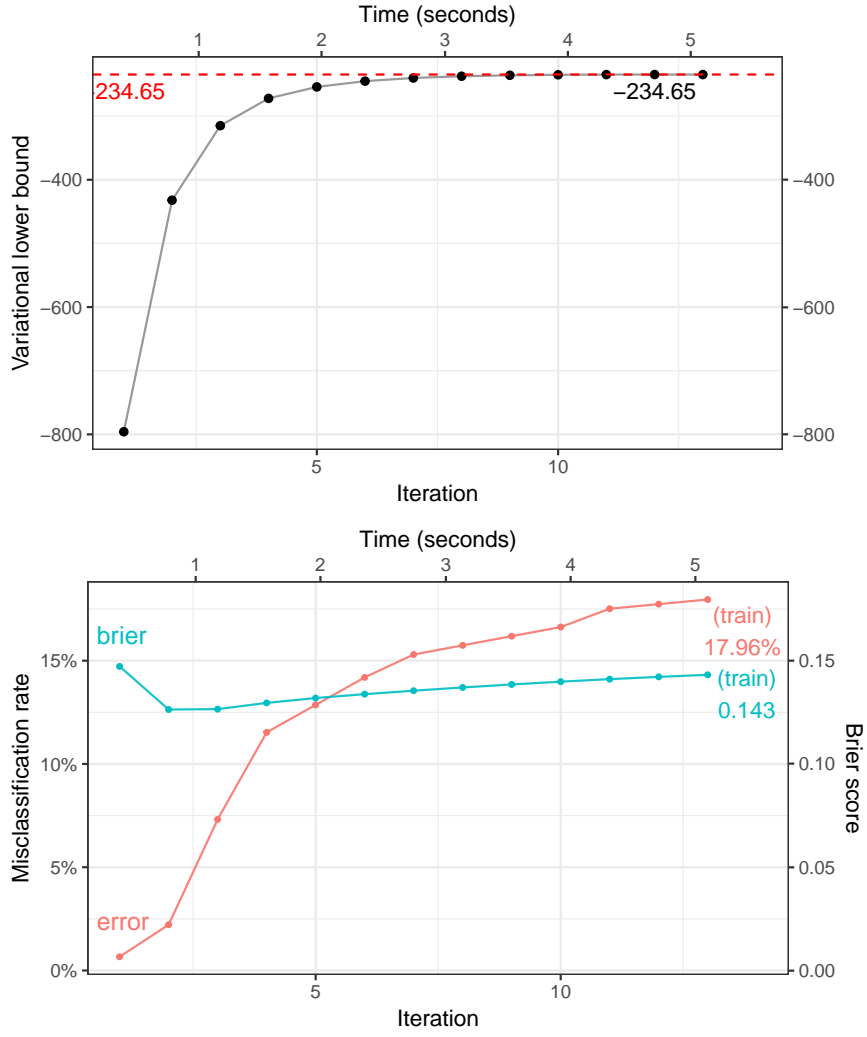 Time (seconds)
1 2 3 4 5
-234.65
−234.65
Variational lower bound
−400 −400
−600 −600
−800 −800
5 10
Iteration
Time (seconds)
1 2 3 4 5
brier
(train)
17.96%
15% 0.15
(train)
0.143
Misclassification rate
Brier score
10% 0.10
5% 0.05
error
0% 0.00
5 10
Iteration